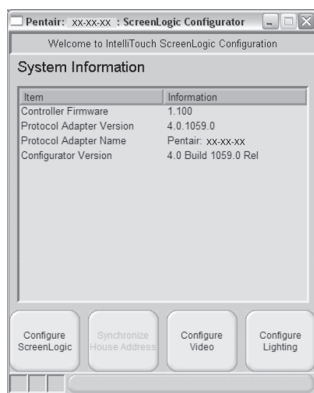 Pentair: xx-xx-xx : ScreenLogic Configurator
Welcome to IntelliTouch ScreenLogic Configuration
System Information
Item Information
Controller Firmware 1.100
Protocol Adapter Version 4.0.1059.0
Protocol Adapter Name Pentair: xx-xx-xx
Configurator Version 4.0 Build 1059.0 Rel
Configure ScreenLogic
Synchronize House Address
Configure Video
Configure Lighting